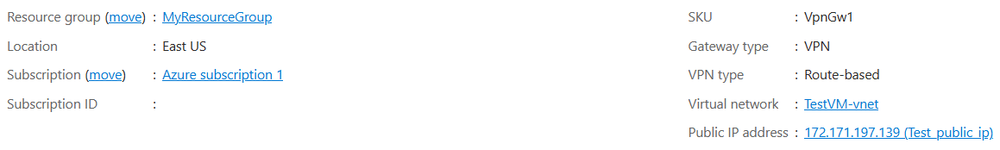 Resource group (move) : MyResourceGroup
Location : East US
Subscription (move) : Azure subscription 1
Subscription ID :
SKU : VpnGw1
Gateway type : VPN
VPN type : Route-based
Virtual network : TestVM-vnet
Public IP address : 172.171.197.139 (Test_public_ip)